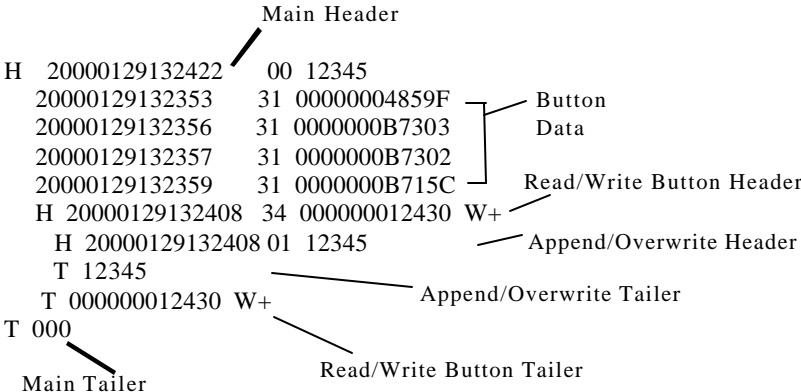 Main Header
H 20000129132422 00 12345
20000129132353 31 00000004859F
Button
20000129132356 31 0000000B7303
Data
20000129132357 31 0000000B7302
20000129132359 31 0000000B715C
Read/Write Button Header
H 20000129132408 34 000000012430 W+
H 20000129132408 01 12345
Append/Overwrite Header
T 12345
Append/Overwrite Tailer
T 000000012430 W+
T 000
Read/Write Button Tailer
Main Tailer